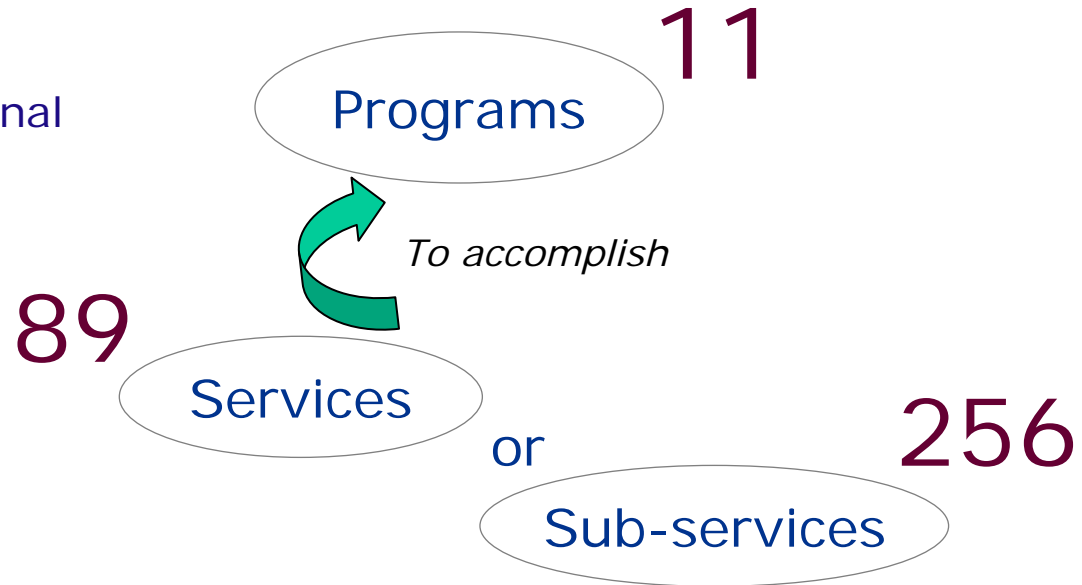 11
Programs
nal
To accomplish
89
Services
256
or
Sub-services